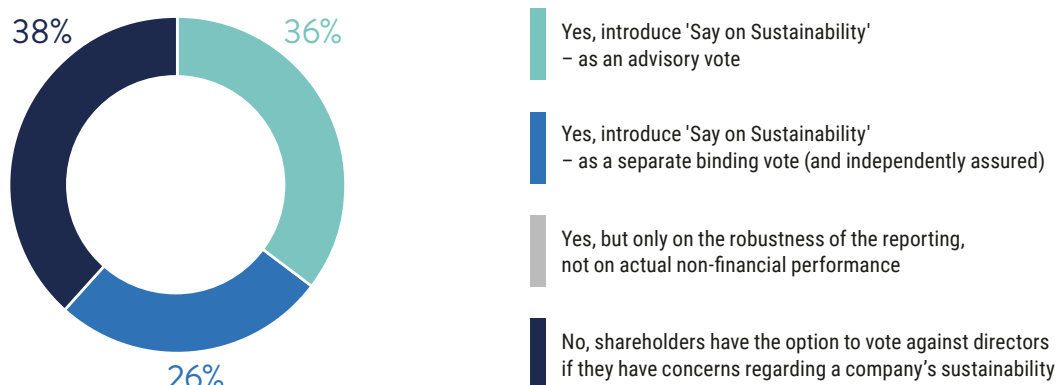 38%
36%
26%
Yes, introduce 'Say on Sustainability'
– as an advisory vote
Yes, introduce 'Say on Sustainability'
– as a separate binding vote (and independently assured)
Yes, but only on the robustness of the reporting,
not on actual non-financial performance
No, shareholders have the option to vote against directors
if they have concerns regarding a company’s sustainability